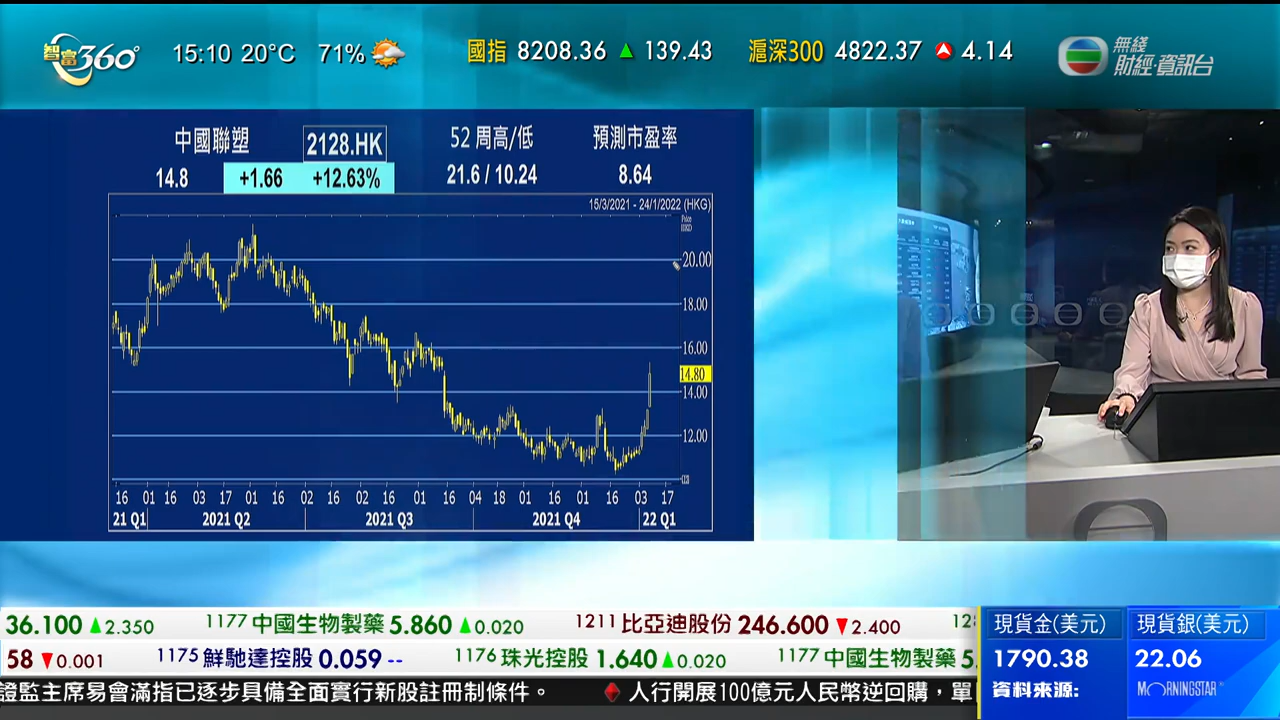 智富360°
15:10 20°C 71%
國指 8208.36 ▲ 139.43
滬深300 4822.37 4.14
無綫
財經·資訊台
中國聯塑 2128.HK 52 周高/低 預測市盈率
14.8 +1.66 +12.63% 21.6 / 10.24 8.64
15/3/2021 - 24/1/2022 (HKG)
Price
HKD
20.00
18.00
16.00
14.80
14.00
12.00
16 01 16 03 17 01 16 02 16 02 16 01 16 04 18 01 16 01 16 03 17
21 Q1 2021 Q2 2021 Q3 2021 Q4 22 Q1
36.100 ▲2.350 1177 中國生物製藥 5.860 ▲0.020 1211 比亞迪股份 246.600 ▼2.400 128
58 ▼0.001 1175 鮮馳達控股 0.059 -- 1176 珠光控股 1.640 ▲0.020 1177 中國生物製藥 5.
證監主席易會滿指已逐步具備全面實行新股註冊制條件。 人行開展100億元人民幣逆回購，單
現貨金(美元) 現貨銀(美元)
1790.38 22.06
資料來源: MORNINGSTAR